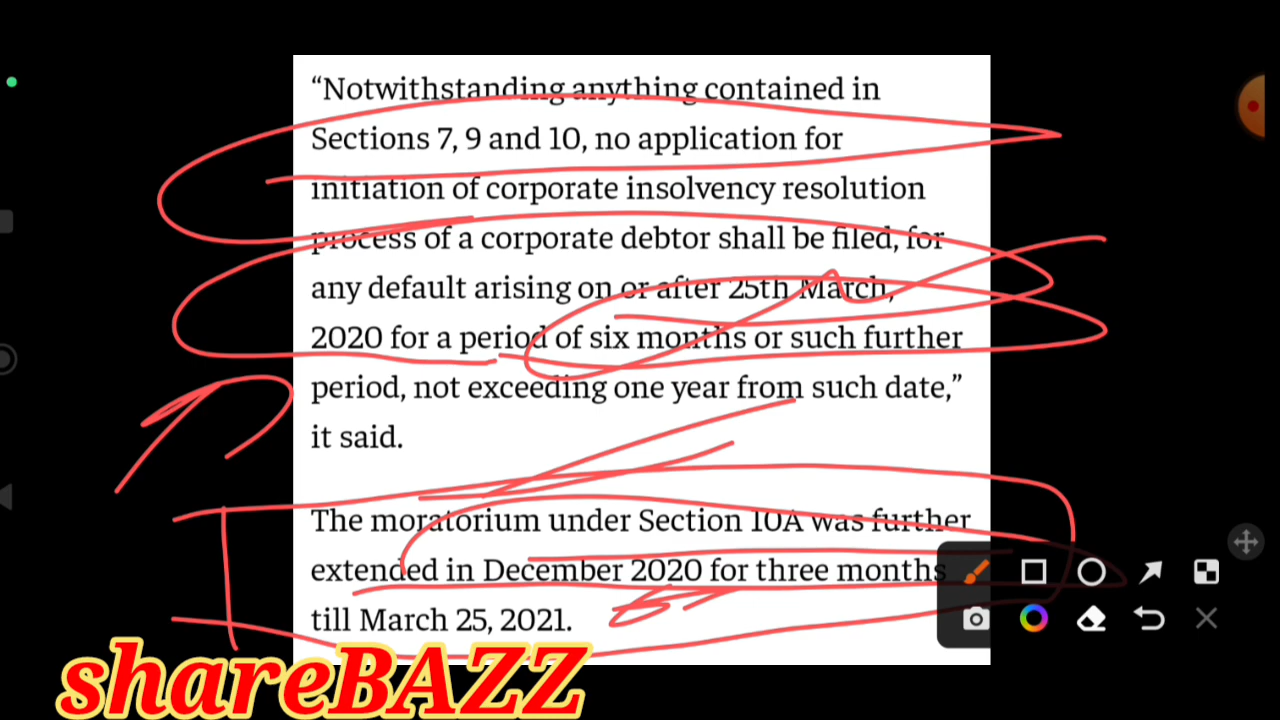 “Notwithstanding anything contained in
Sections 7, 9 and 10, no application for
initiation of corporate insolvency resolution
process of a corporate debtor shall be filed, for
any default arising on or after 25th March,
2020 for a period of six months or such further
period, not exceeding one year from such date,”
it said.
The moratorium under Section 10A was further
extended in December 2020 for three months
till March 25, 2021.
shareBAZZ